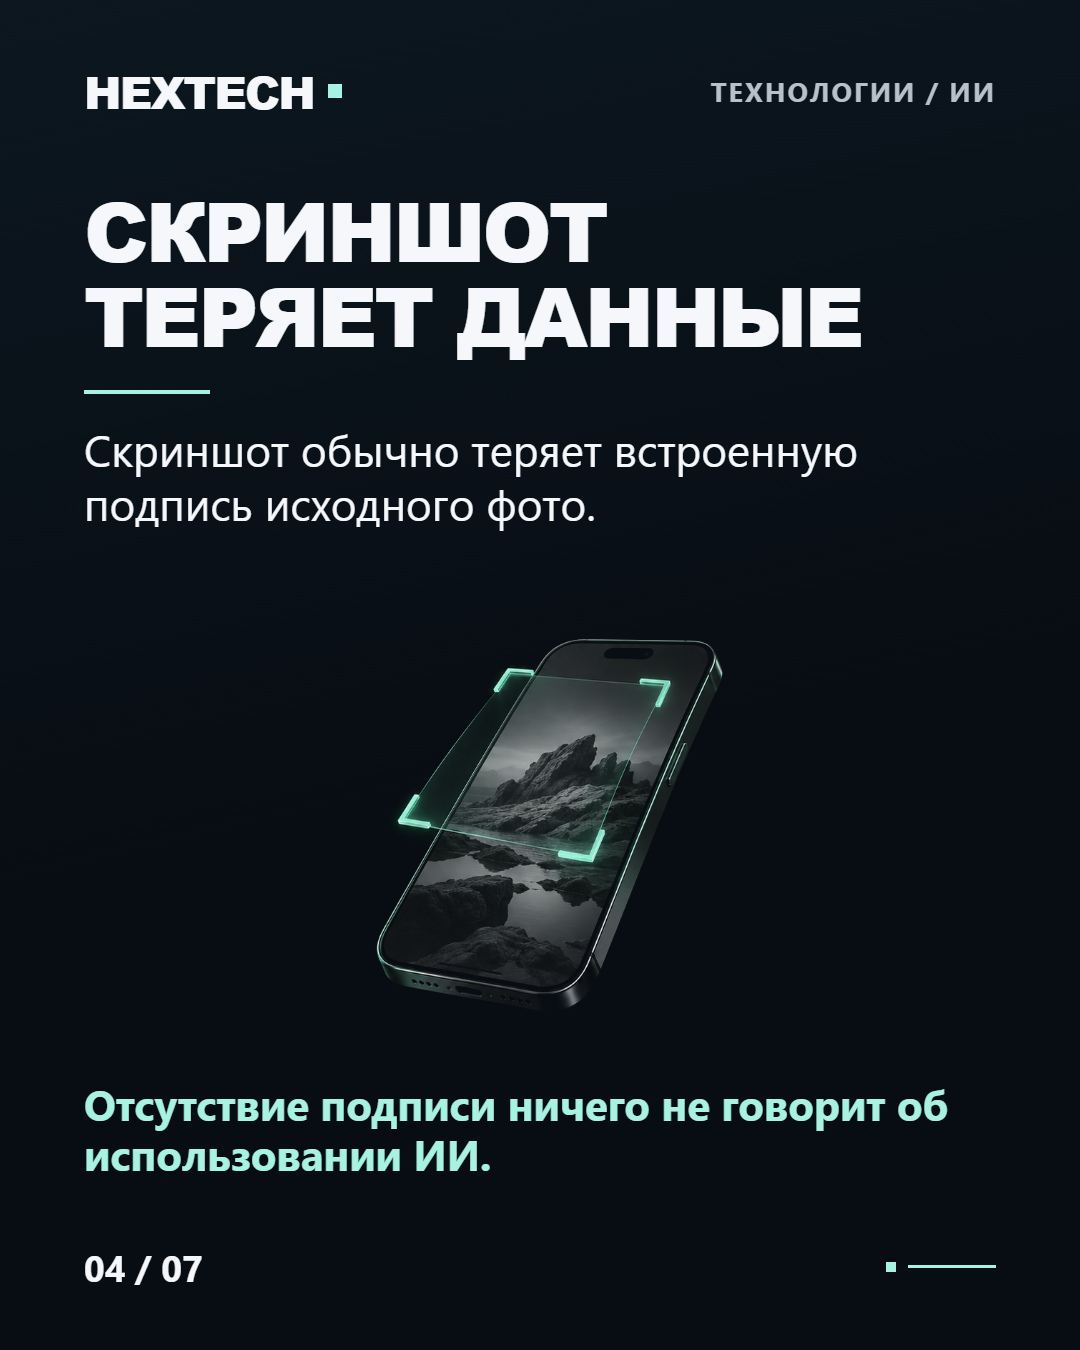 HEXTECH
ТЕХНОЛОГИИ / ИИ
СКРИНШОТ
ТЕРЯЕТ ДАННЫЕ
Скриншот обычно теряет встроенную
подпись исходного фото.
Отсутствие подписи ничего не говорит об
использовании ИИ.
04 / 07